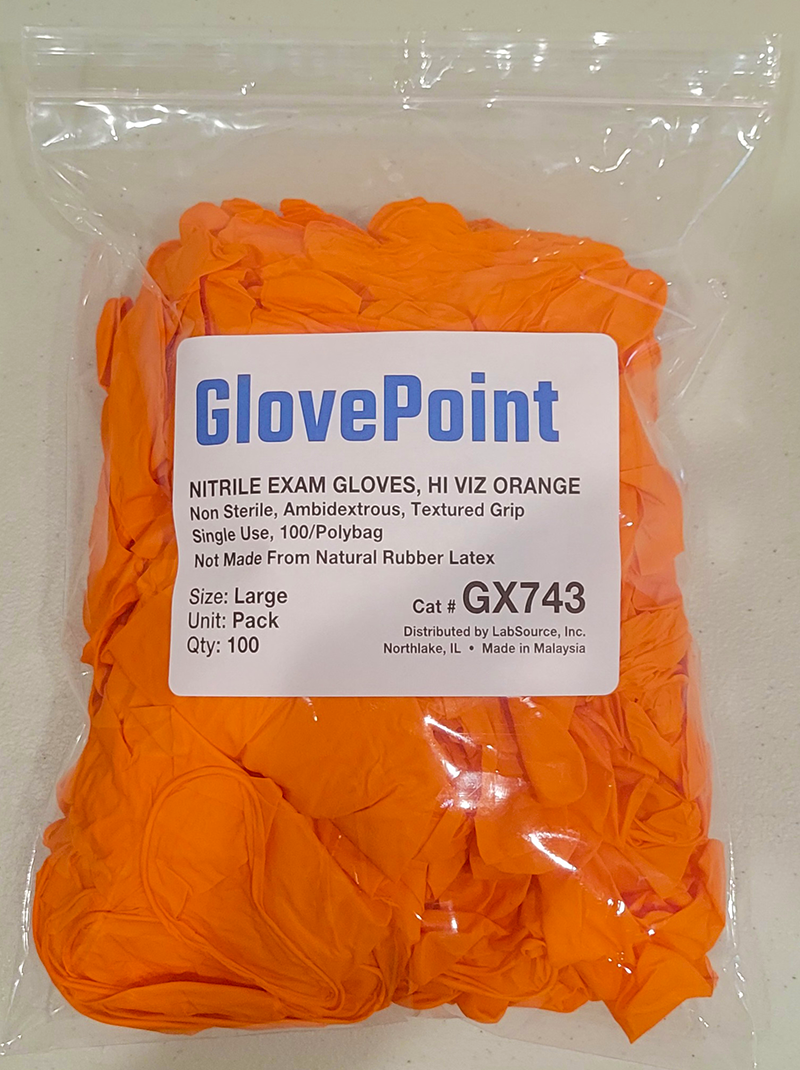 GlovePoint
NITRILE EXAM GLOVES, HI VIZ ORANGE
Non Sterile, Ambidextrous, Textured Grip
Single Use, 100/Polybag
Not Made From Natural Rubber Latex
Size: Large
Unit: Pack
Qty: 100
Cat # GX743
Distributed by LabSource, Inc.
Northlake, IL • Made in Malaysia